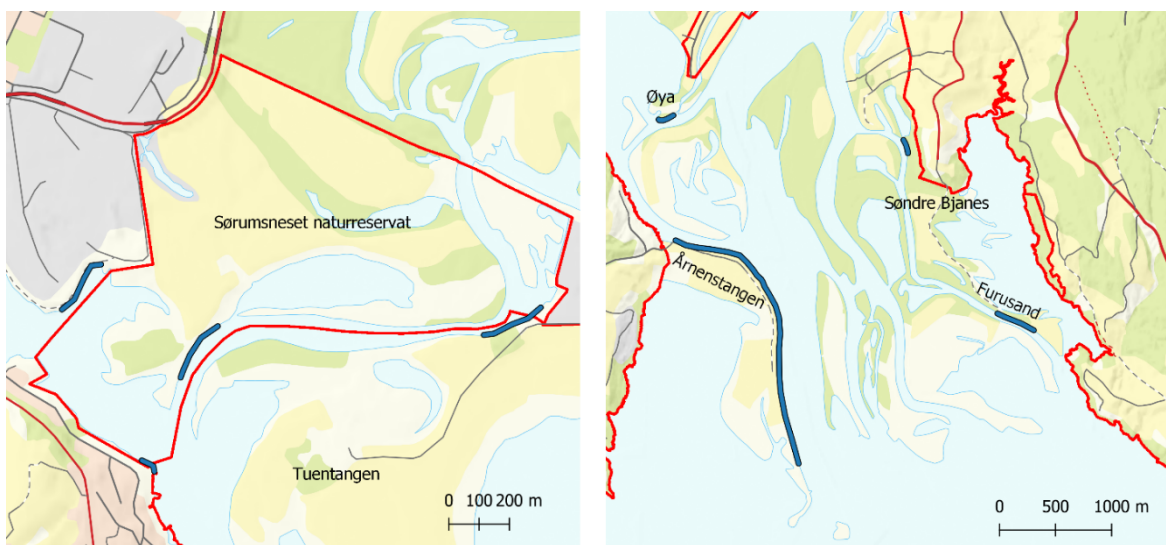 Sørumsneset naturreservat
Tuentangen
0 100 200 m
Øya
Søndre Bjanes
Årnenstangen
Furusand
0 500 1000 m